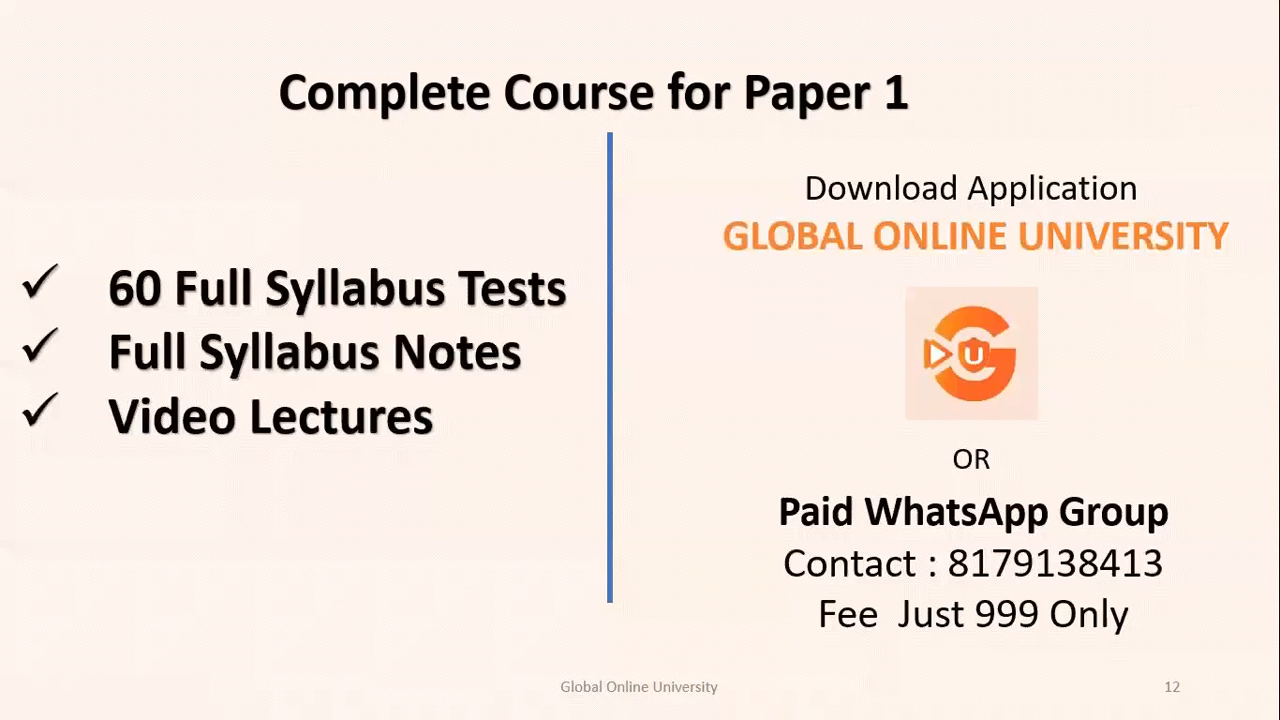 Complete Course for Paper 1
✓ 60 Full Syllabus Tests
✓ Full Syllabus Notes
✓ Video Lectures
Download Application
GLOBAL ONLINE UNIVERSITY
U
OR
Paid WhatsApp Group
Contact : 8179138413
Fee Just 999 Only
Global Online University
12